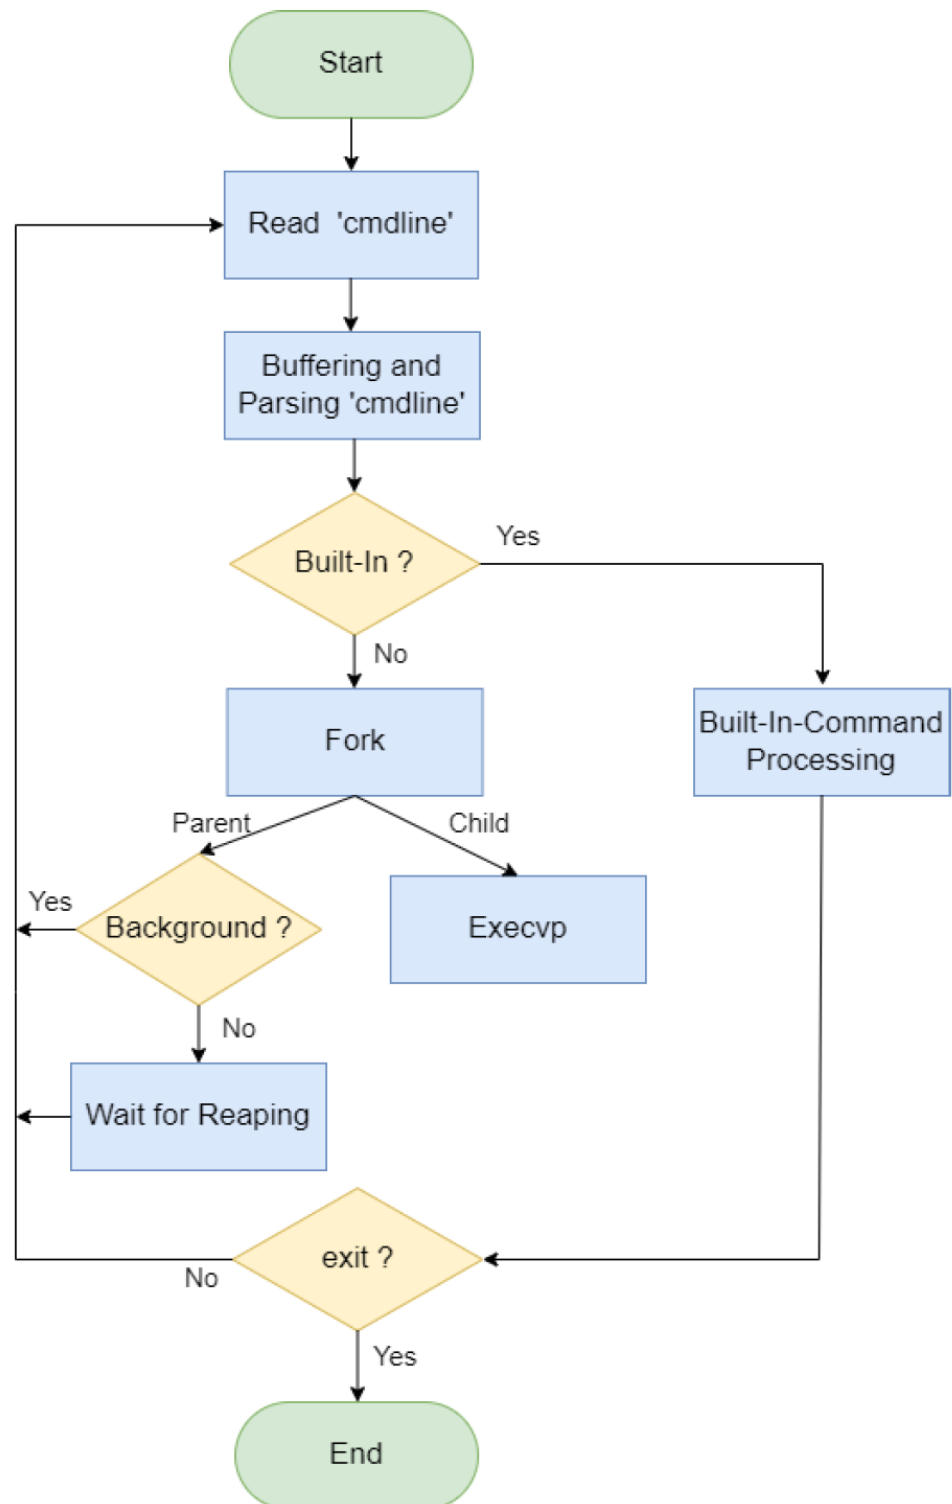 Start
Read 'cmdline'
Buffering and
Parsing 'cmdline'
Built-In ?
Yes
No
Fork
Built-In-Command
Processing
Parent
Child
Yes
Background ?
Execvp
No
Wait for Reaping
exit ?
No
Yes
End